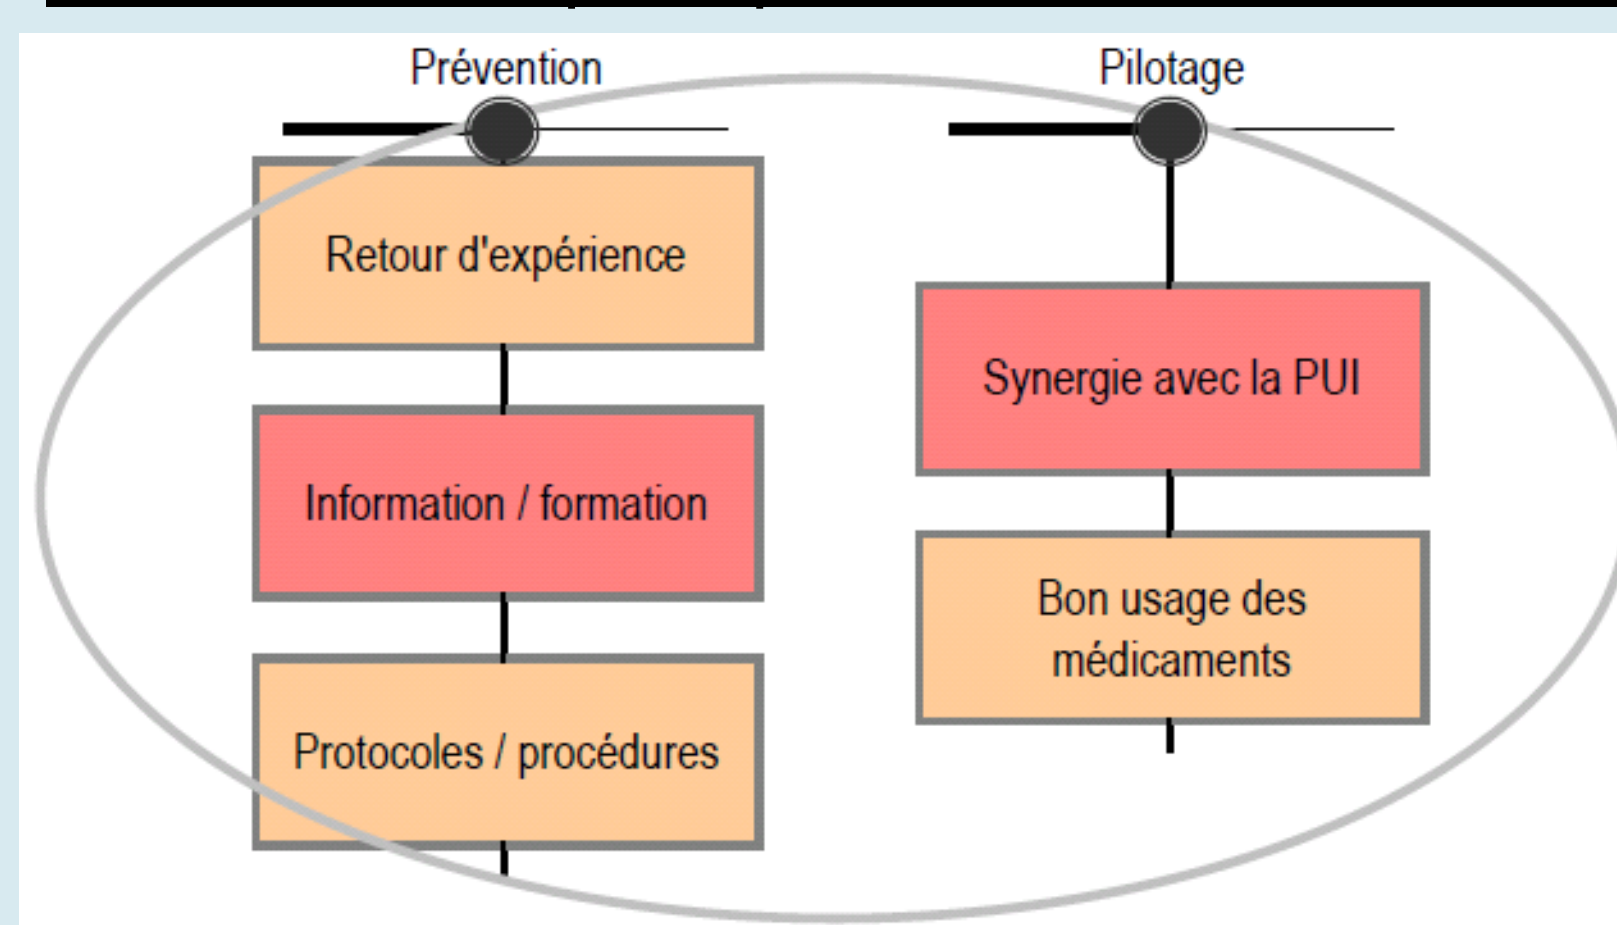 Prévention
Retour d'expérience
Information / formation
Protocoles / procédures
Pilotage
Synergie avec la PUI
Bon usage des
médicaments